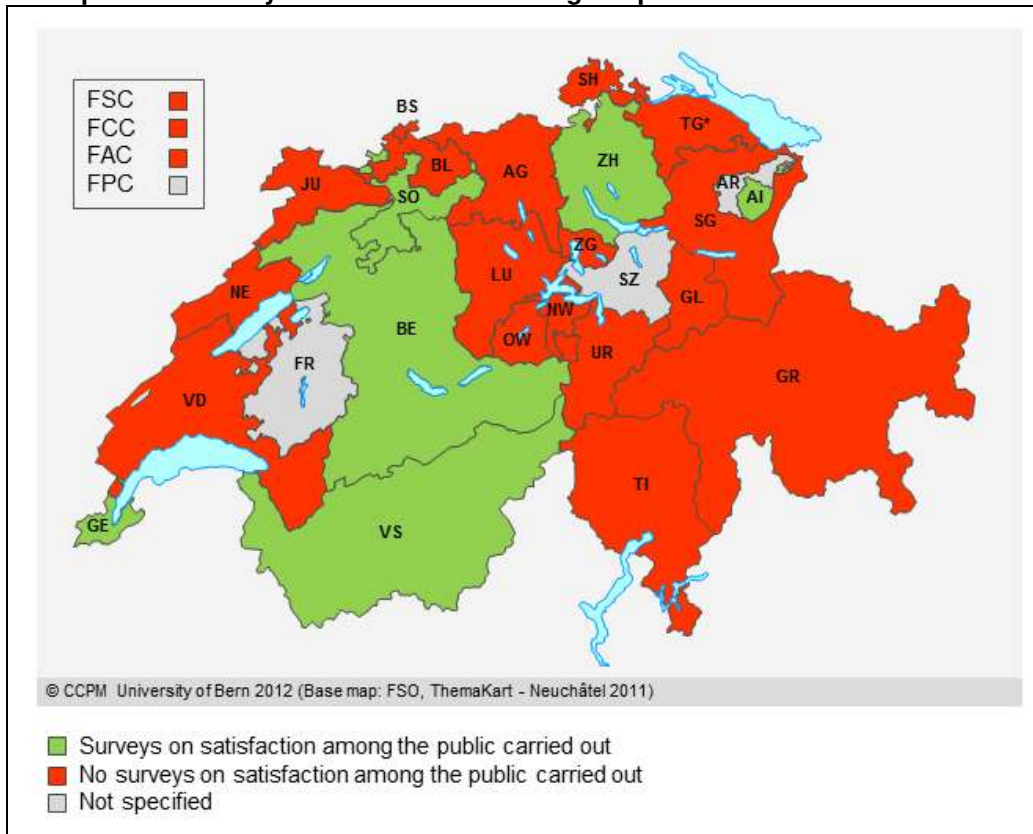 FSC
FCC
FAC
FPC
BS
SH
TG*
ZH
BL
AG
JU
SO
AR
AI
SG
ZG
LU
SZ
NE
GL
NW
BE
OW
UR
FR
GR
VD
TI
GE
VS
© CCPM University of Bern 2012 (Base map: FSO, ThemaKart - Neuchâtel 2011)
Surveys on satisfaction among the public carried out
No surveys on satisfaction among the public carried out
Not specified